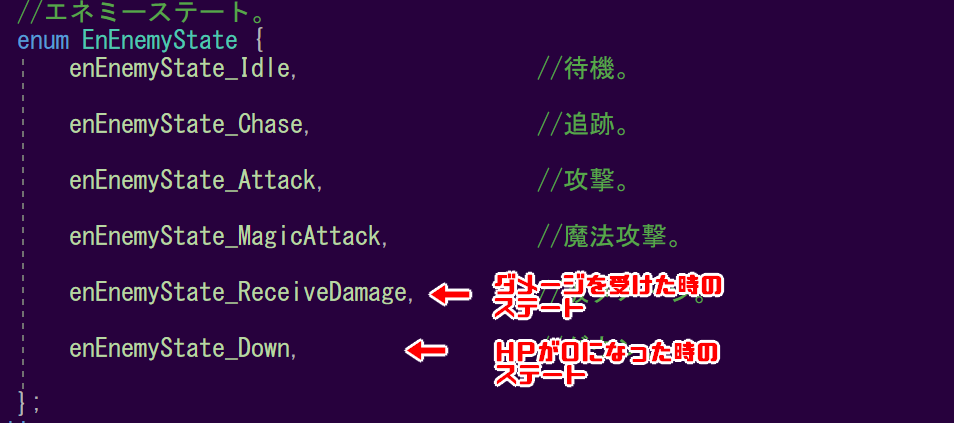 //エネミーステート。
enum EnEnemyState {
enEnemyState_Idle, //待機。
enEnemyState_Chase, //追跡。
enEnemyState_Attack, //攻撃。
enEnemyState_MagicAttack, //魔法攻撃。
enEnemyState_ReceiveDamage,
ダメージを受けた時の
ステート
enEnemyState_Down,
HPが0になった時の
ステート
};